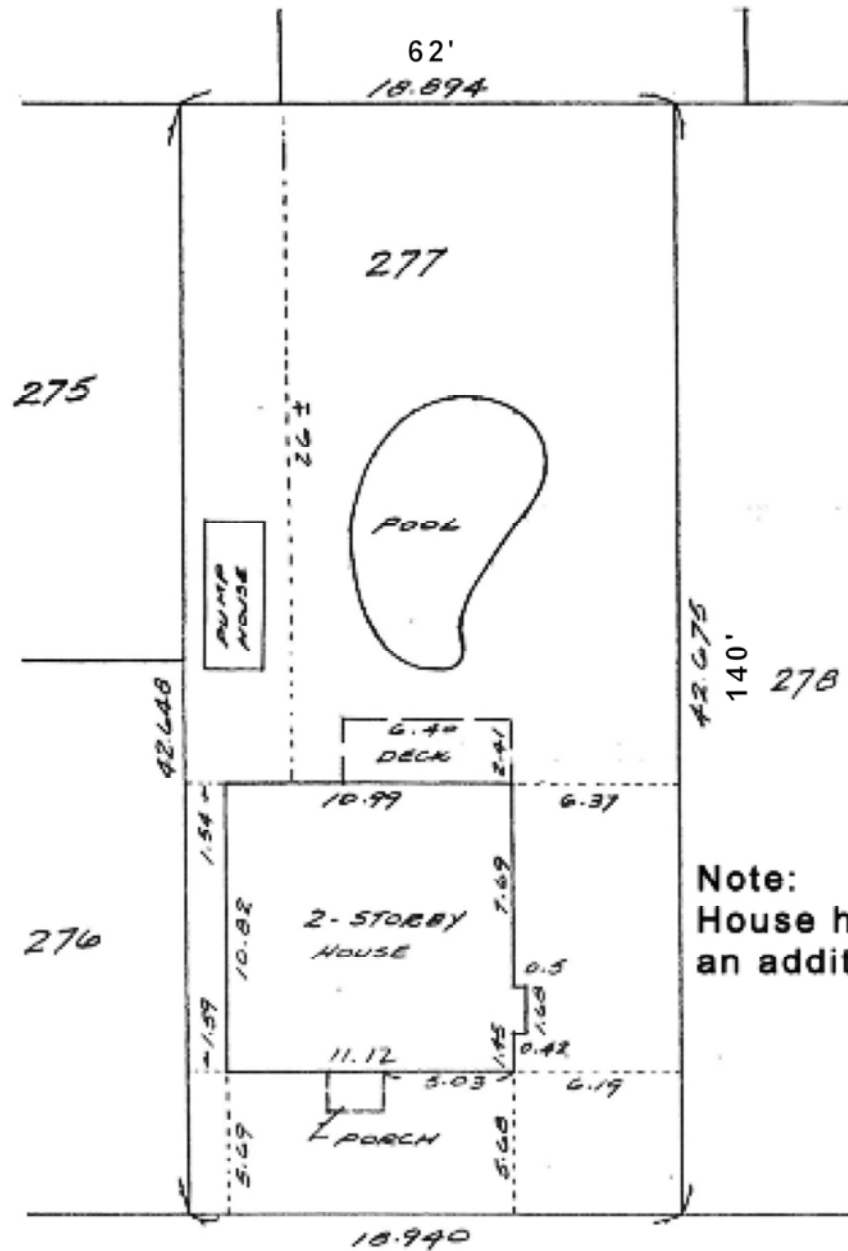 62'
18.894
277
275
26 ±
POOL
PUMP
HOUSE
42.648
42.675
140'
278
6.40
DECK
2.41
10.99
6.37
1.54
7.69
10.82
2-STOREY
HOUSE
276
Note:
House h
an addit
0.5
1.68
0.42
1.45
1.59
11.12
5.03
6.19
PORCH
5.69
5.68
18.940